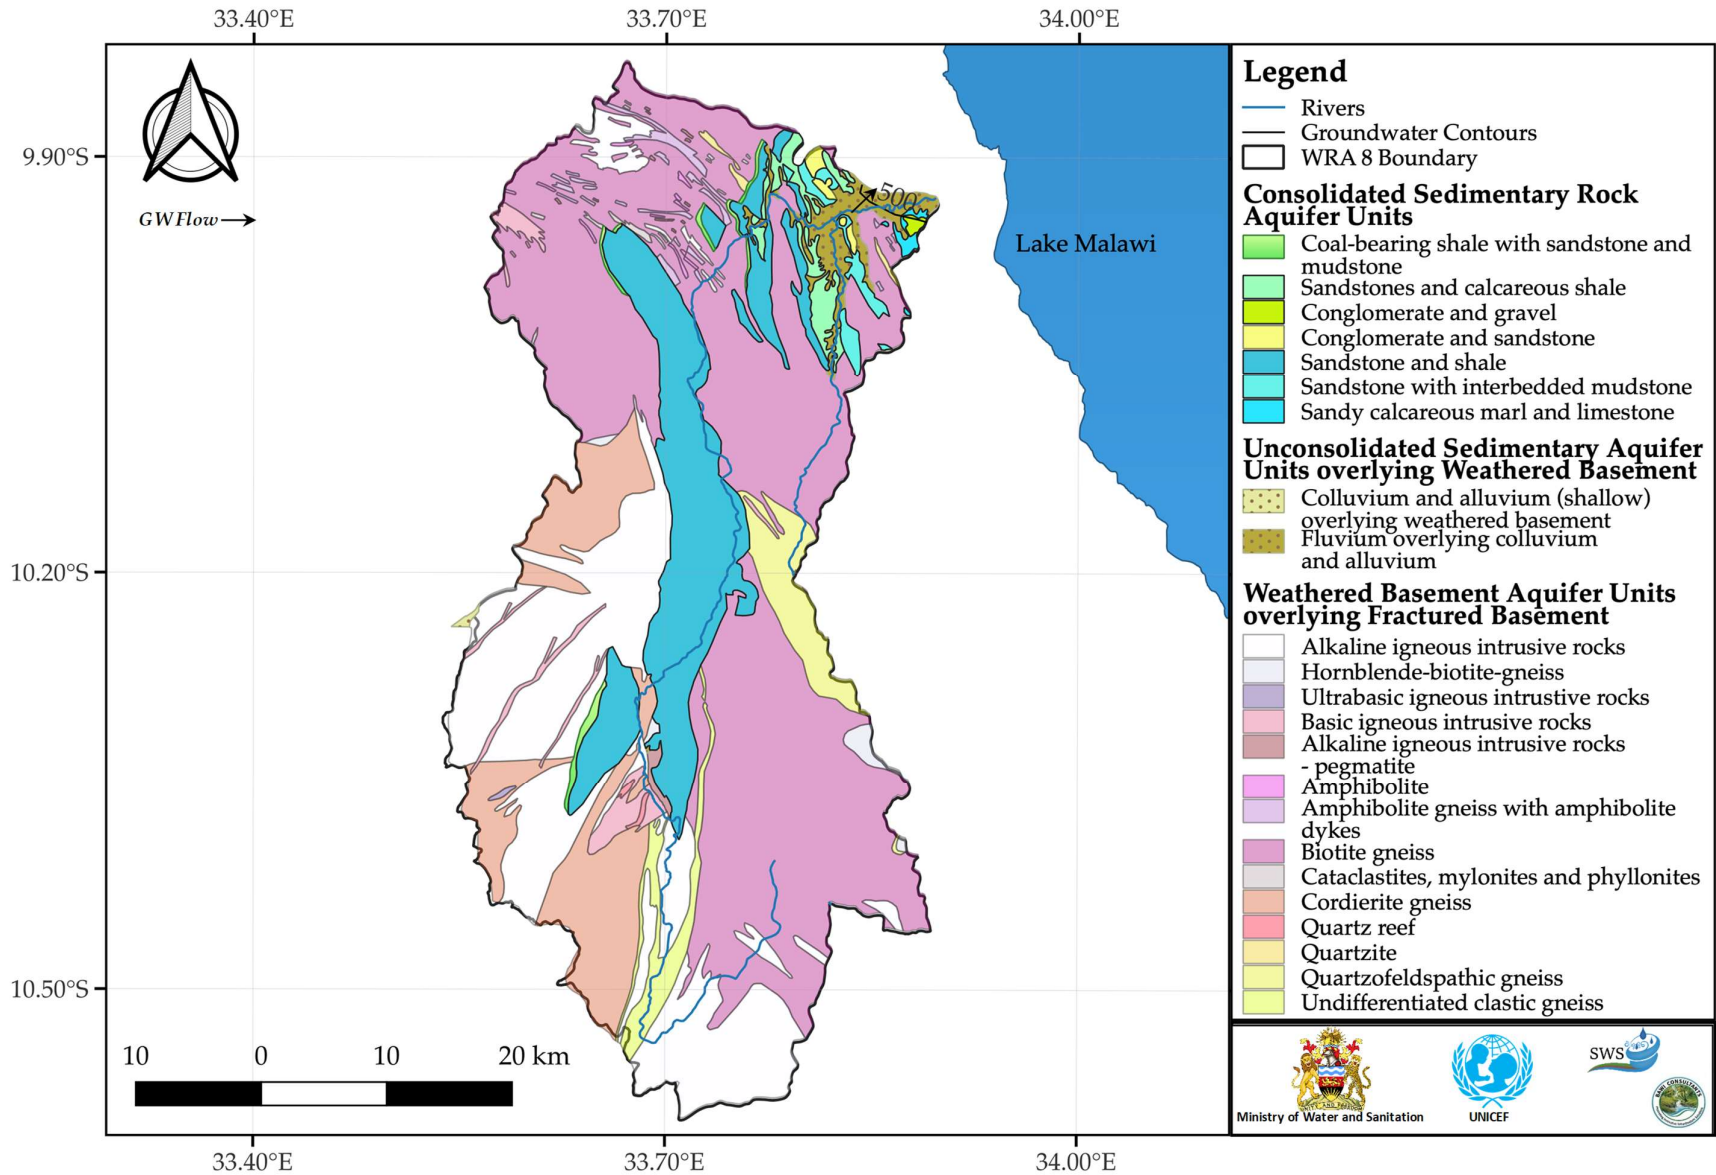 33.40°E
33.70°E
34.00°E
9.90°S
10.20°S
10.50°S
GWFlow
500
Lake Malawi
10 0 10 20 km
33.40°E
33.70°E
34.00°E
Legend
Rivers
Groundwater Contours
WRA 8 Boundary
Consolidated Sedimentary Rock
Aquifer Units
Coal-bearing shale with sandstone and
mudstone
Sandstones and calcareous shale
Conglomerate and gravel
Conglomerate and sandstone
Sandstone and shale
Sandstone with interbedded mudstone
Sandy calcareous marl and limestone
Unconsolidated Sedimentary Aquifer
Units overlying Weathered Basement
Colluvium and alluvium (shallow)
overlying weathered basement
Fluvium overlying colluvium
and alluvium
Weathered Basement Aquifer Units
overlying Fractured Basement
Alkaline igneous intrusive rocks
Hornblende-biotite-gneiss
Ultrabasic igneous intrustive rocks
Basic igneous intrusive rocks
Alkaline igneous intrusive rocks
- pegmatite
Amphibolite
Amphibolite gneiss with amphibolite
dykes
Biotite gneiss
Cataclastites, mylonites and phyllonites
Cordierite gneiss
Quartz reef
Quartzite
Quartzofeldspathic gneiss
Undifferentiated clastic gneiss
Ministry of Water and Sanitation
UNICEF
SWS